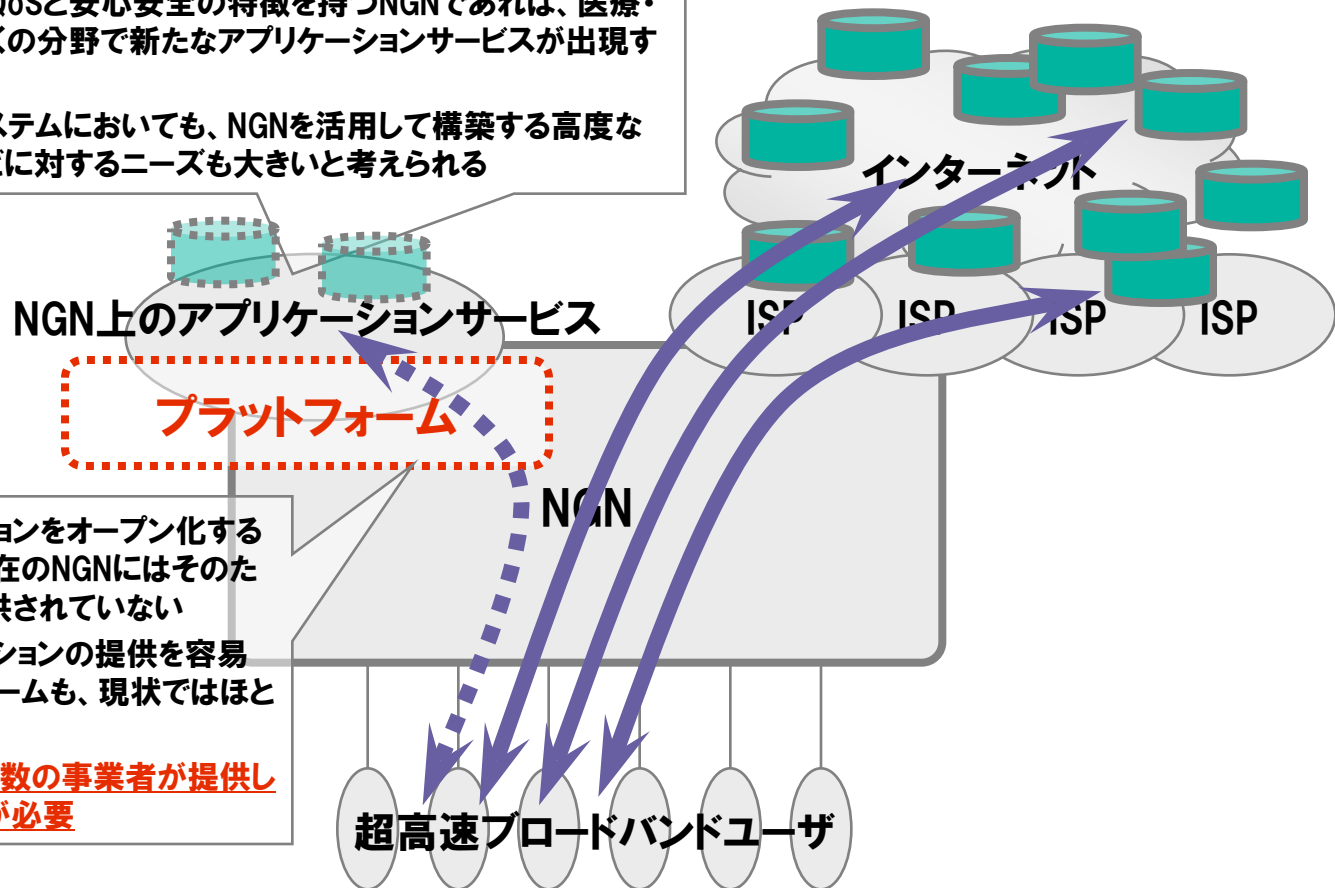 QoSと安心安全の特徴を持つNGNであれば、医療・
くの分野で新たなアプリケーションサービスが出現す
ステムにおいても、NGNを活用して構築する高度な
に対するニーズも大きいと考えられる
インターネット
NGN上のアプリケーションサービス
ISP
ISP
ISP
ISP
プラットフォーム
NGN
ションをオープン化する
在のNGNにはそのた
供されていない
ションの提供を容易
ームも、現状ではほと
数の事業者が提供し
が必要
超高速ブロードバンドユーザ